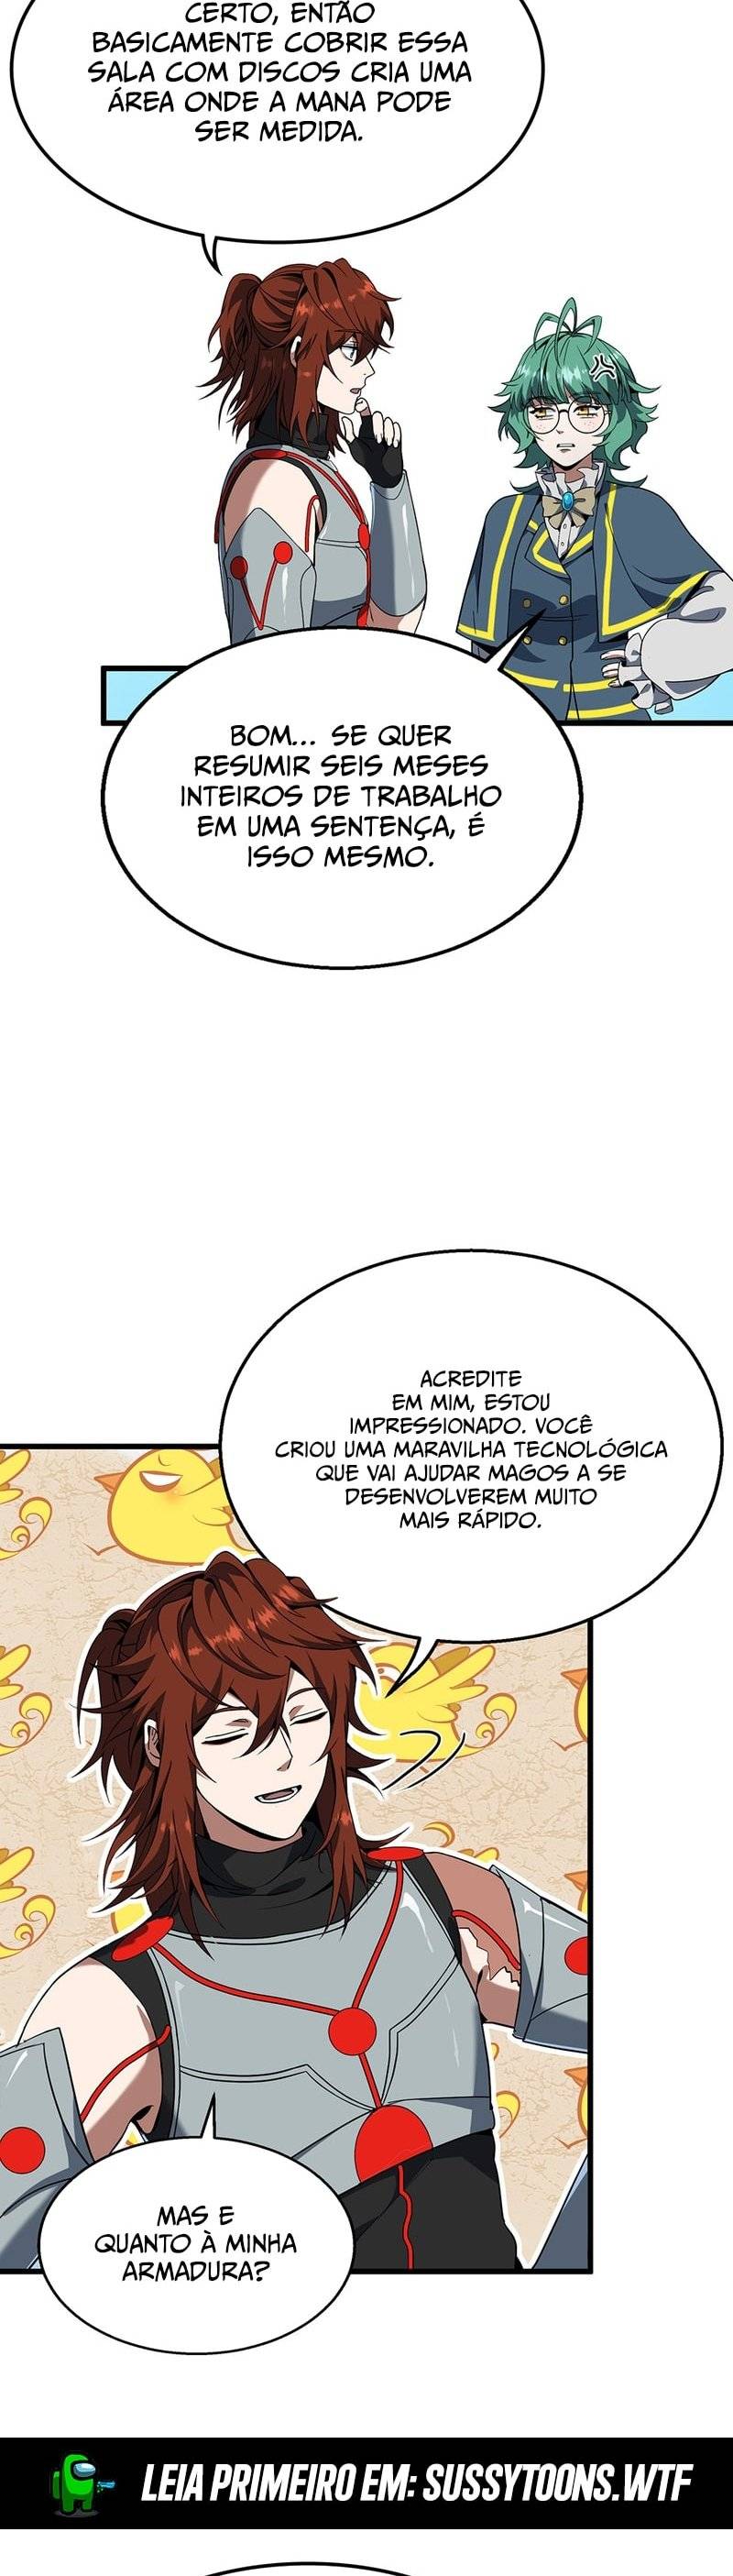 CERTO, ENTÃO
BASICAMENTE COBRIR ESSA
SALA COM DISCOS CRIA UMA
ÁREA ONDE A MANA PODE
SER MEDIDA.
BOM... SE QUER
RESUMIR SEIS MESES
INTEIROS DE TRABALHO
EM UMA SENTENÇA, É
ISSO MESMO.
ACREDITE
EM MIM, ESTOU
IMPRESSIONADO. VOCÊ
CRIOU UMA MARAVILHA TECNOLÓGICA
QUE VAI AJUDAR MAGOS A SE
DESENVOLVEREM MUITO
MAIS RÁPIDO.
MAS E
QUANTO À MINHA
ARMADURA?
LEIA PRIMEIRO EM: SUSSYTOONS.WTF